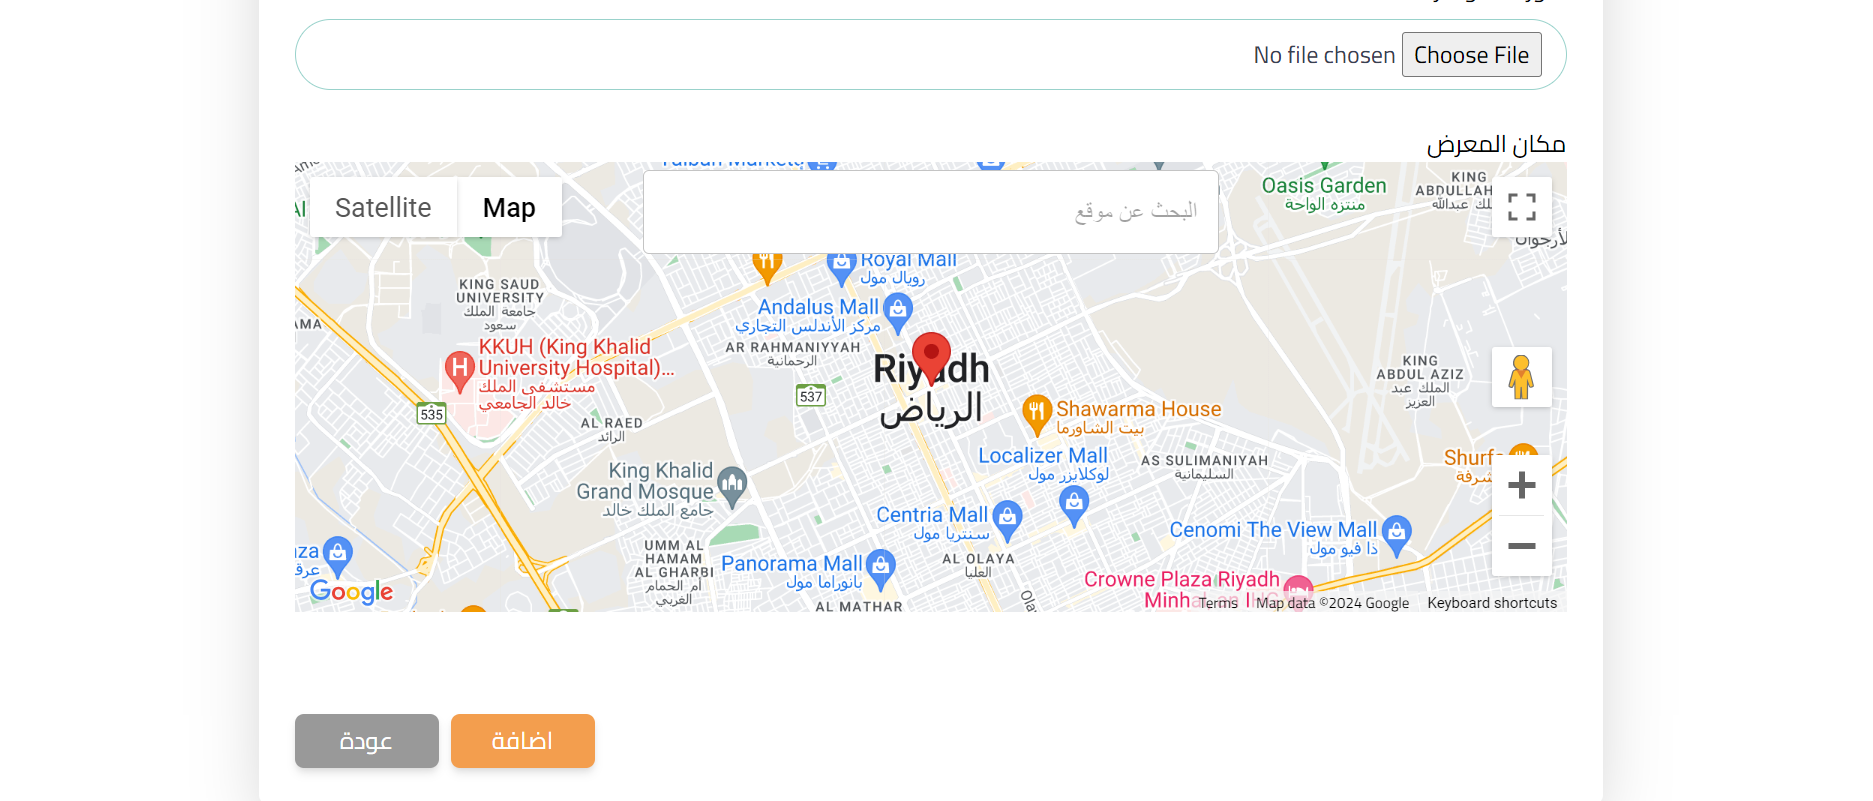 No file chosen Choose File
مكان المعرض
Satellite
Map
البحث عن موقع
Oasis Garden
منتزه الواحة
KING
ABDULLAH
KING SAUD
UNIVERSITY
جامعة الملك
سعود
Royal Mall
رويال مول
Andalus Mall
مركز الأندلس التجاري
AR RAHMANIYYAH
الرحمانية
KKUH (King Khalid
University Hospital)...
مستشفى الملك
خالد الجامعي
Riyadh
الرياض
KING
ABDUL AZIZ
الملك عبد
العزيز
537
535
AL RAED
الرائد
Shawarma House
بيت الشاورما
Localizer Mall
لوكلايزر مول
AS SULIMANIYAH
السليمانية
King Khalid
Grand Mosque
جامع الملك خالد
Centria Mall
سنتريا مول
Cenomi The View Mall
ذا فيو مول
UMM AL
HAMAM
AL GHARBI
أم الحمام
الغربي
Panorama Mall
بانوراما مول
AL OLAYA
العليا
Crowne Plaza Riyadh
AL MATHAR
Google
Terms
Map data ©2024 Google
Keyboard shortcuts
اضافة
عودة